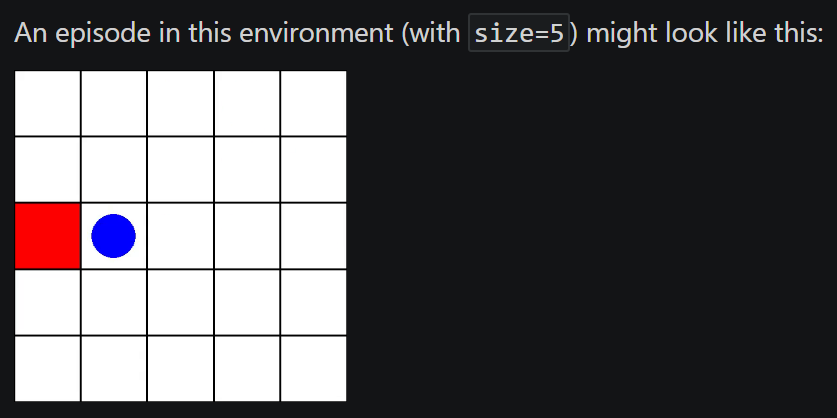 An episode in this environment (with size=5) might look like this: